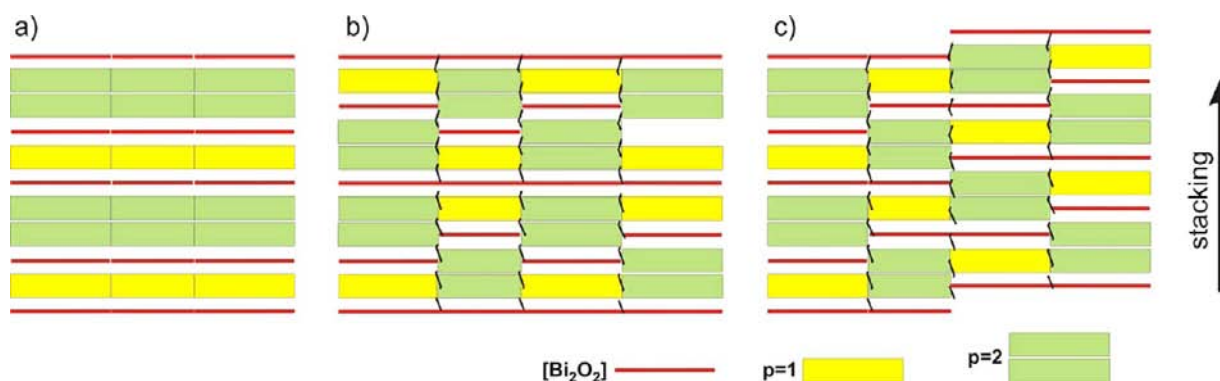 a)
b)
c)
stacking
[Bi₂O₂]
p=1
p=2